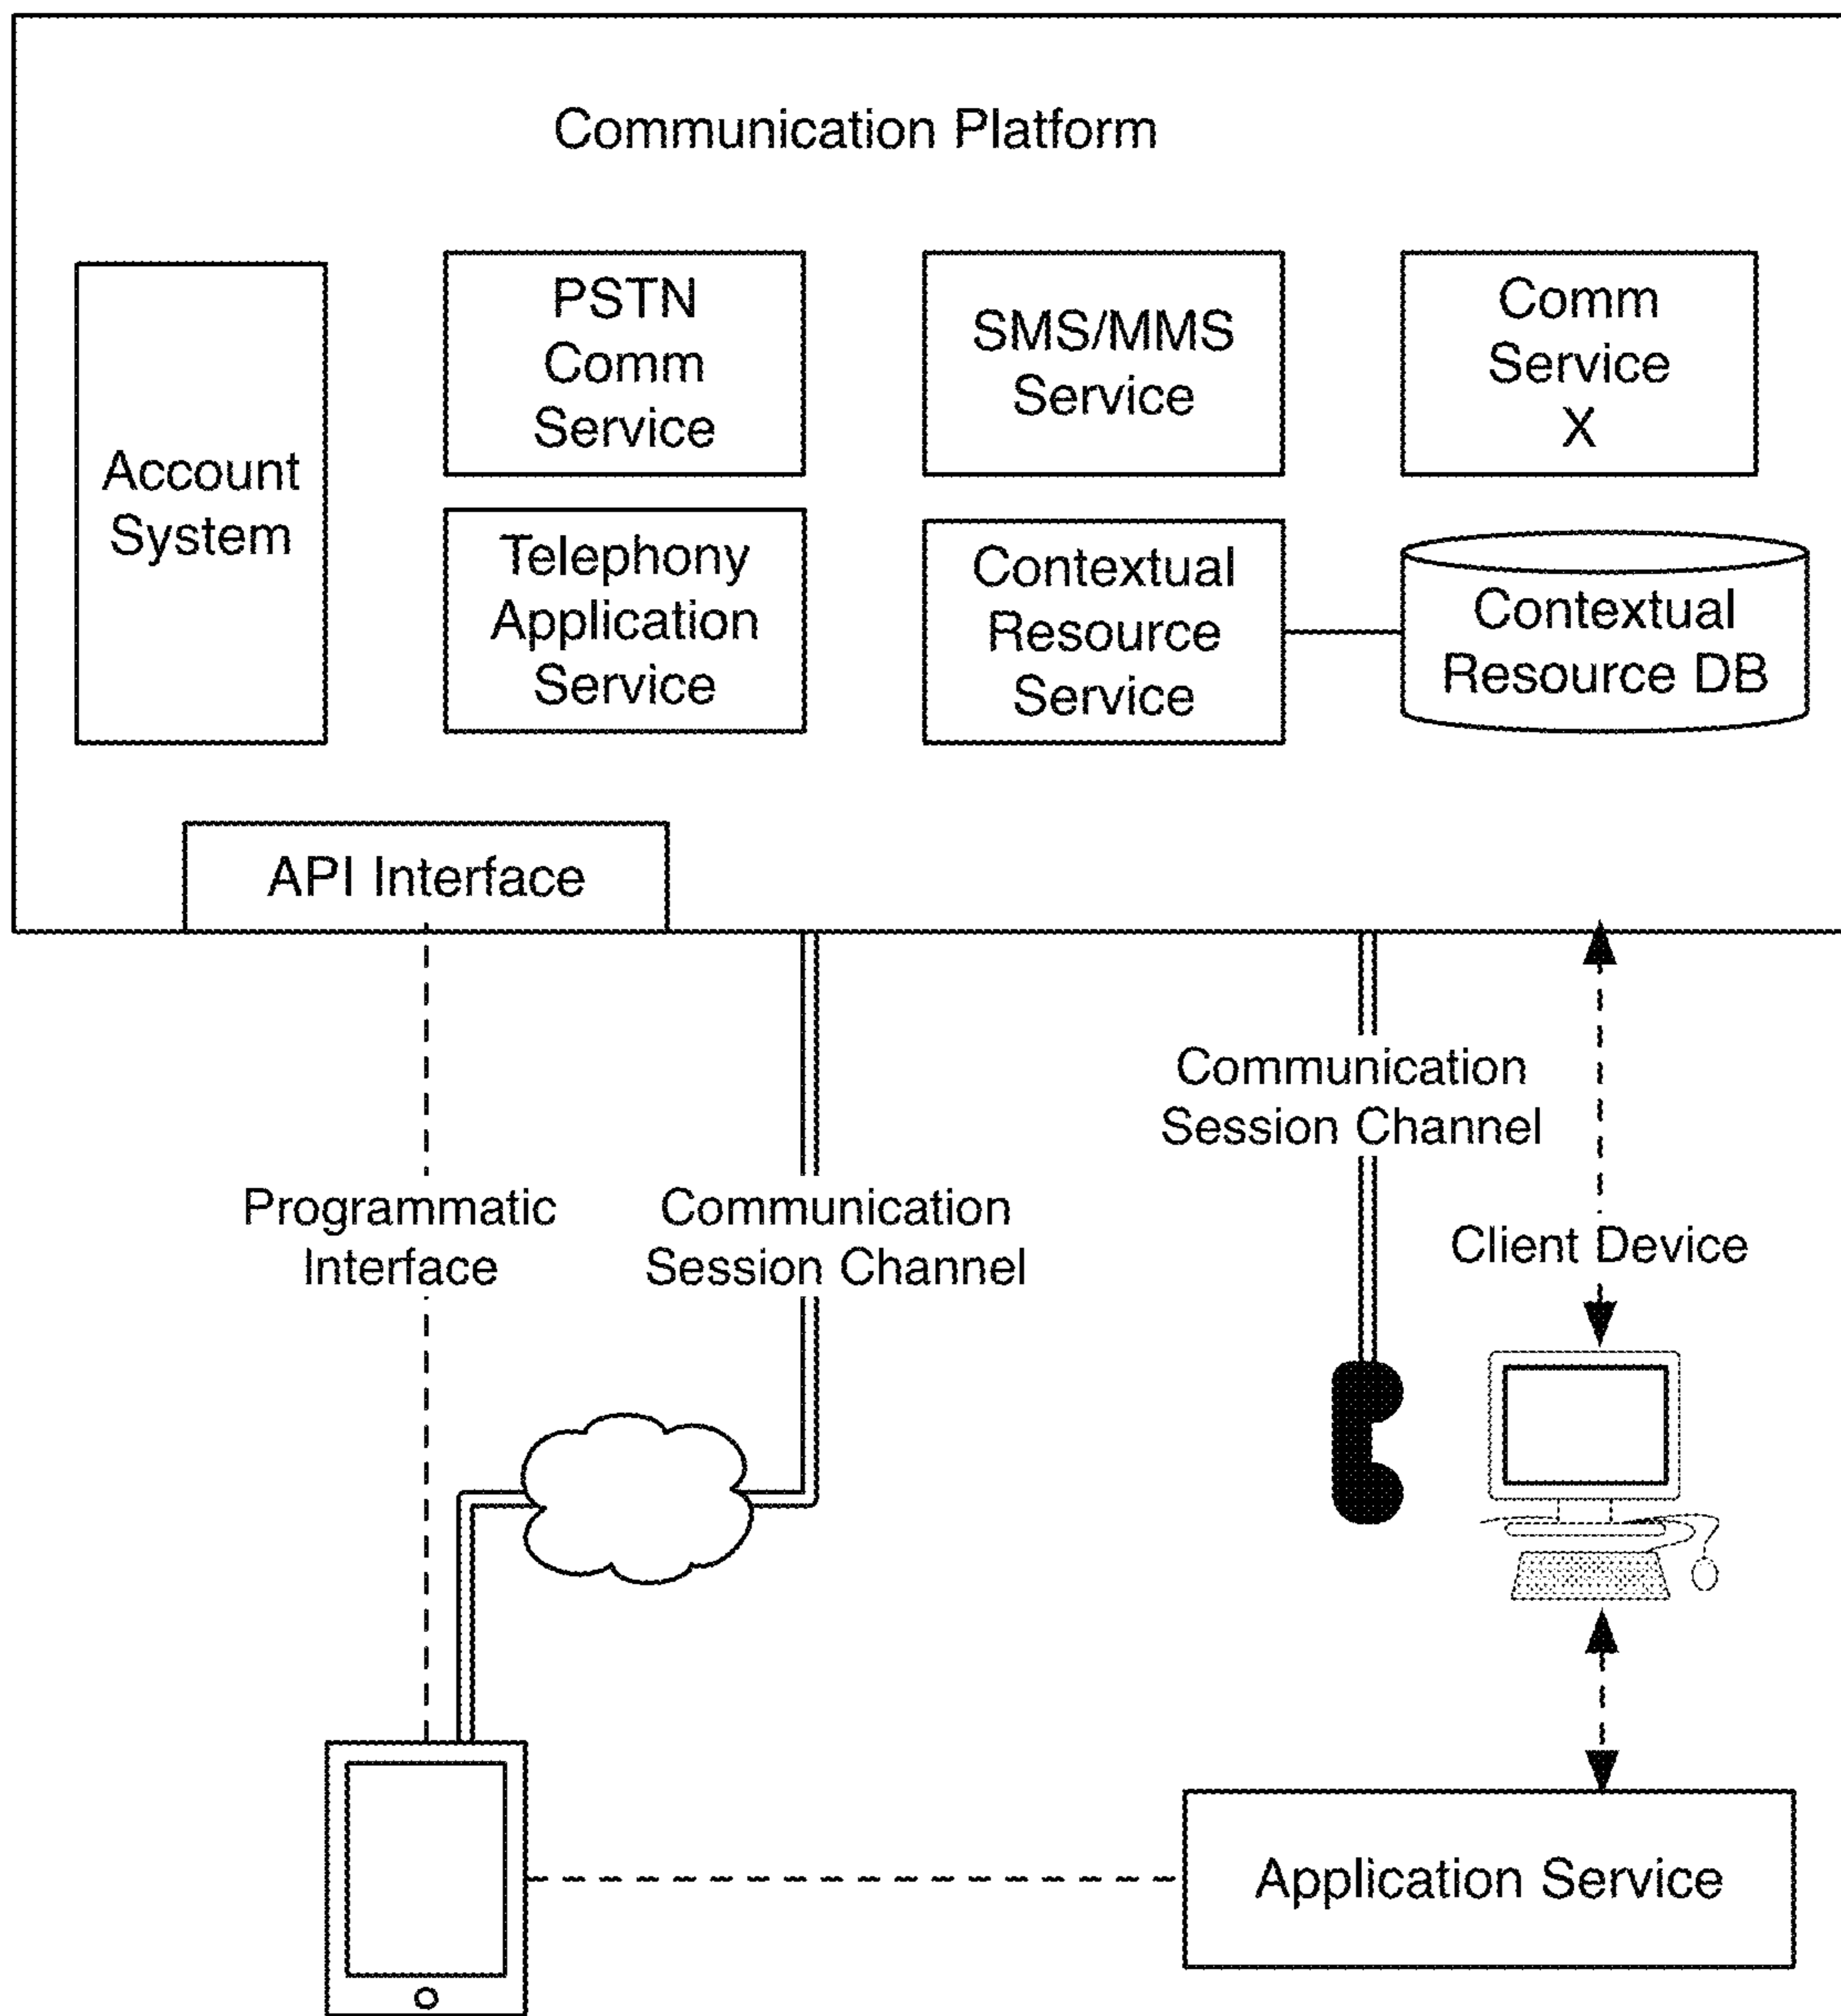 Communication Platform
Account
System
PSTN
Comm
Service
SMS/MMS
Service
Comm
Service
X
Telephony
Application
Service
Contextual
Resource
Service
Contextual
Resource DB
API Interface
Programmatic
Interface
Communication
Session Channel
Communication
Session Channel
Client Device
Application Service